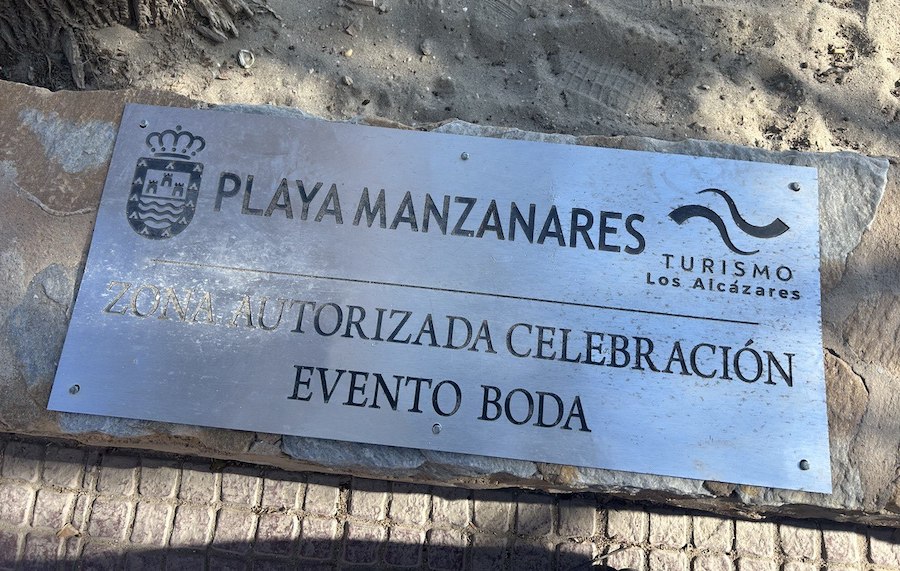 PLAYA MANZANARES
TURISMO
Los Alcázares
ZONA AUTORIZADA CELEBRACIÓN
EVENTO BODA